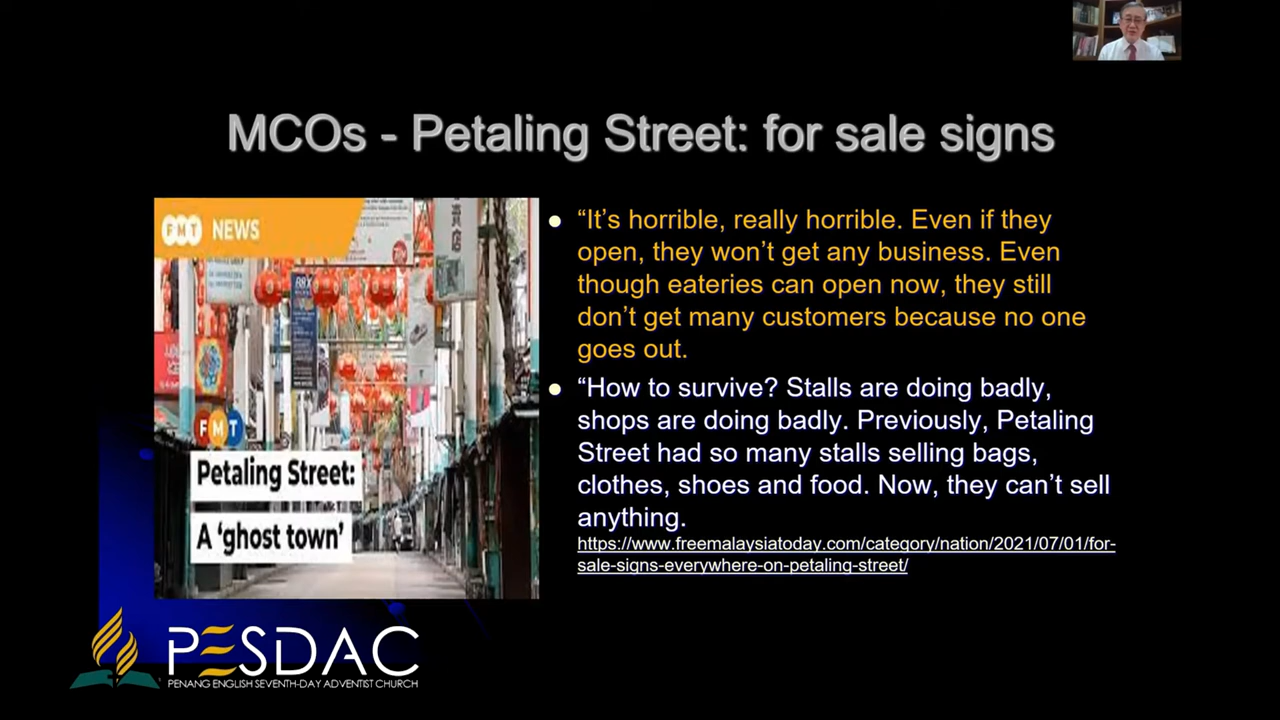 MCOs - Petaling Street: for sale signs
FMT NEWS
FMT
Petaling Street:
A ‘ghost town’
“It’s horrible, really horrible. Even if they
open, they won’t get any business. Even
though eateries can open now, they still
don’t get many customers because no one
goes out.
“How to survive? Stalls are doing badly,
shops are doing badly. Previously, Petaling
Street had so many stalls selling bags,
clothes, shoes and food. Now, they can’t sell
anything.
https://www.freemalaysiatoday.com/category/nation/2021/07/01/for-
sale-signs-everywhere-on-petaling-street/
PESDAC
PENANG ENGLISH SEVENTH-DAY ADVENTIST CHURCH